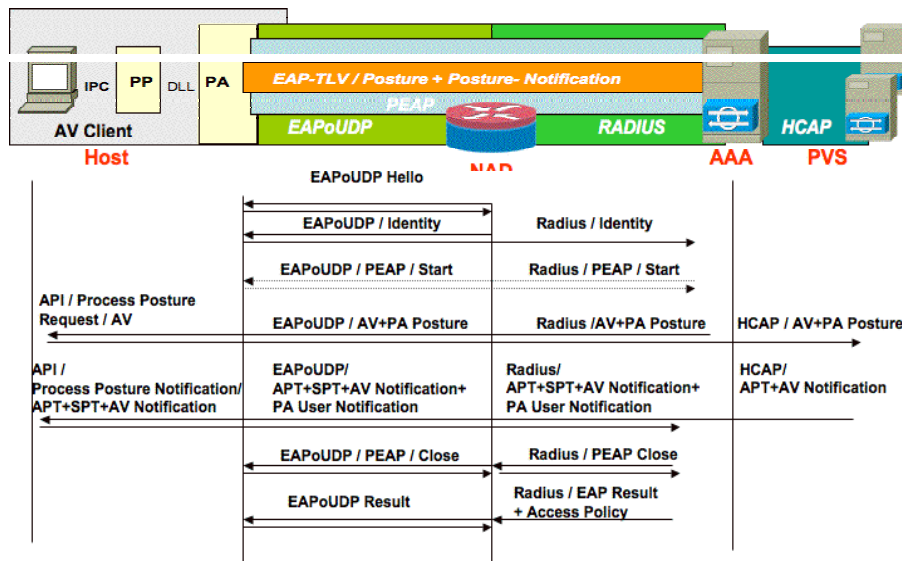 EAP-TLV / Posture + Posture- Notification
IPC
PP
DLL
PA
PEAP
AV Client
EAPoUDP
RADIUS
HCAP
Host
NAD
AAA
PVS
EAPoUDP Hello
EAPoUDP / Identity
Radius / Identity
EAPoUDP / PEAP / Start
Radius / PEAP / Start
API / Process Posture
Request / AV
EAPoUDP / AV+PA Posture
Radius /AV+PA Posture
HCAP / AV+PA Posture
API /
Process Posture Notification/
APT+SPT+AV Notification
EAPoUDP/
APT+SPT+AV Notification+
PA User Notification
Radius/
APT+SPT+AV Notification+
PA User Notification
HCAP/
APT+AV Notification
EAPoUDP / PEAP / Close
Radius / PEAP Close
EAPoUDP Result
Radius / EAP Result
+ Access Policy